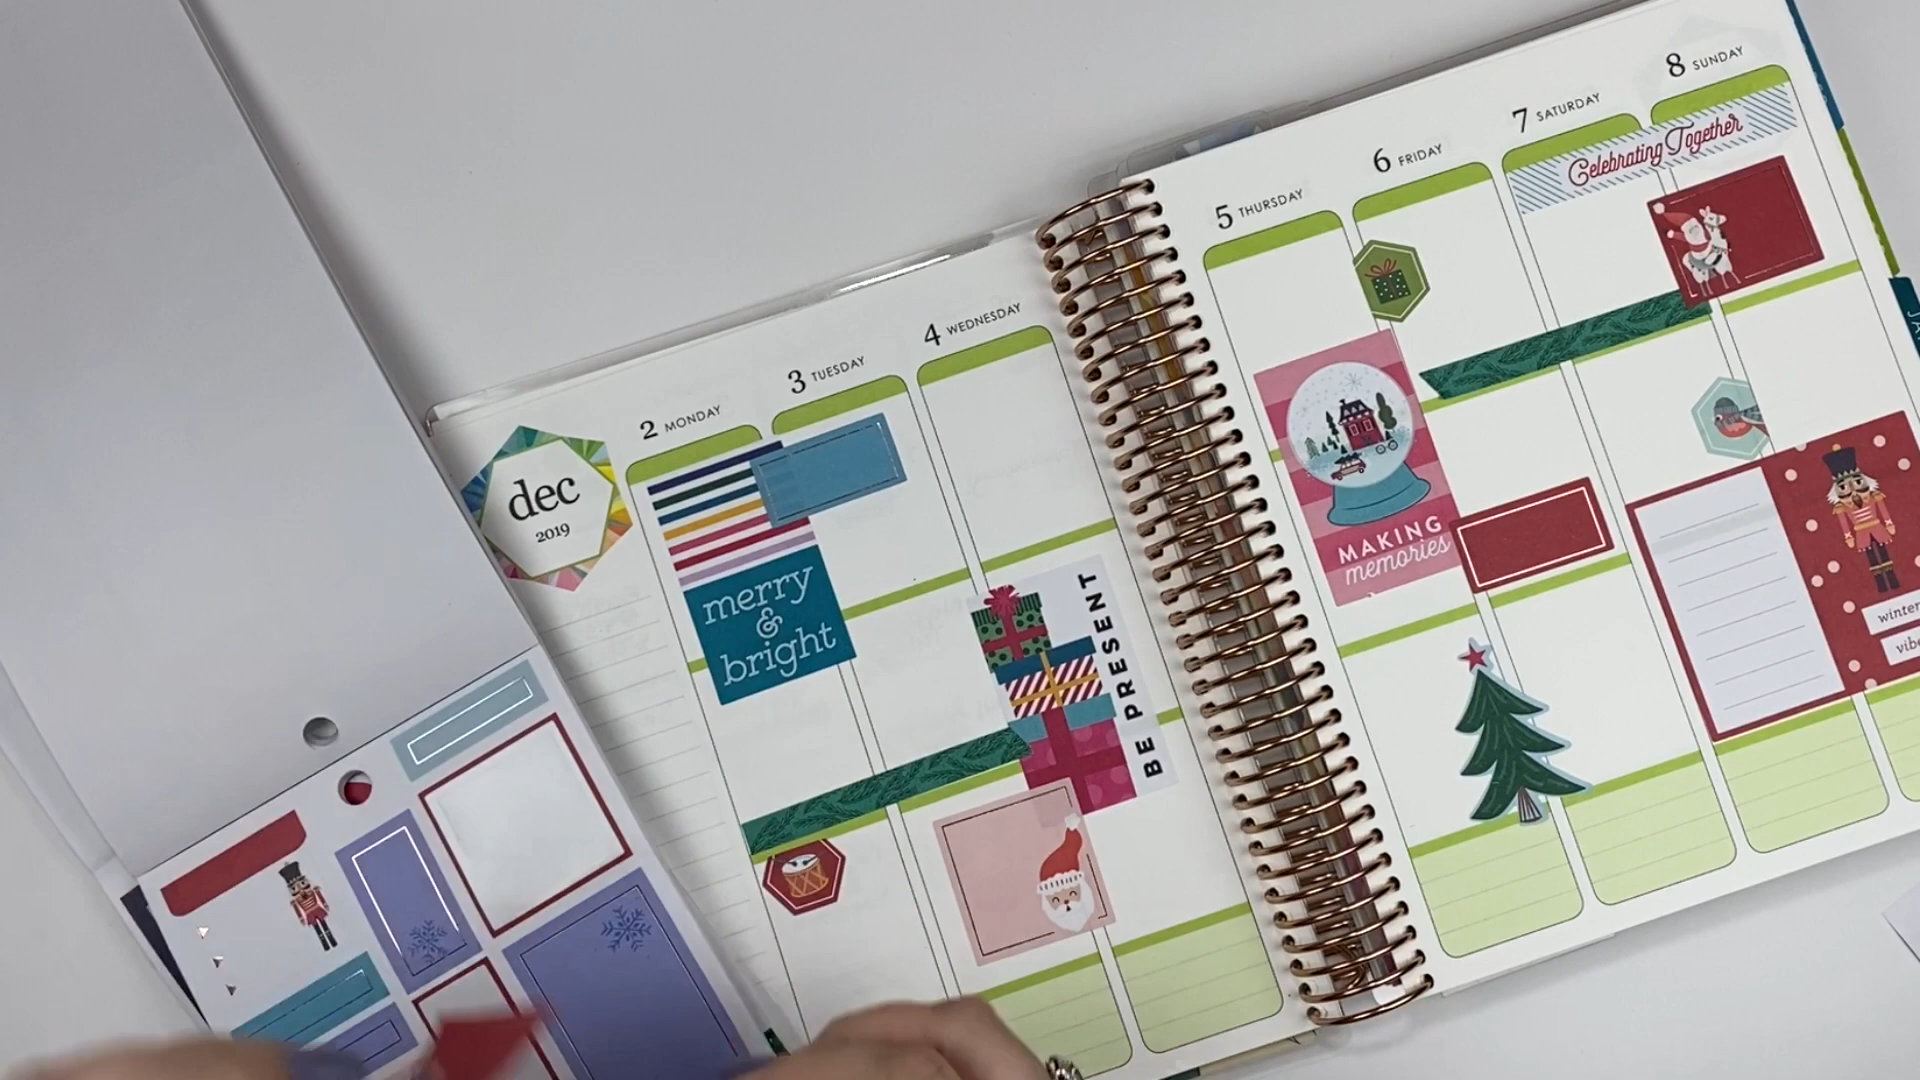 dec
2019
2 MONDAY
3 TUESDAY
4 WEDNESDAY
5 THURSDAY
6 FRIDAY
7 SATURDAY
8 SUNDAY
Celebrating Together
merry
&
bright
BE PRESENT
MAKING
memories
winter